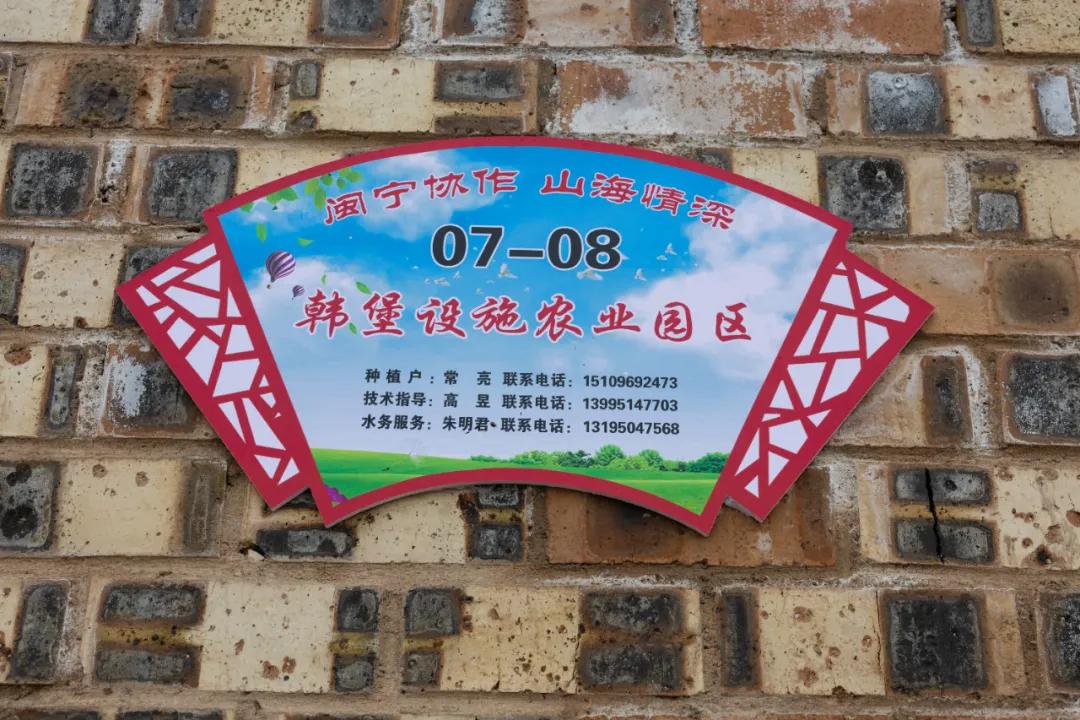 闽宁协作 山海情深
07-08
韩堡设施农业园区
种植户：常 亮 联系电话：15109692473
技术指导：高 昱 联系电话：13995147703
水务服务：朱明君 联系电话：13195047568